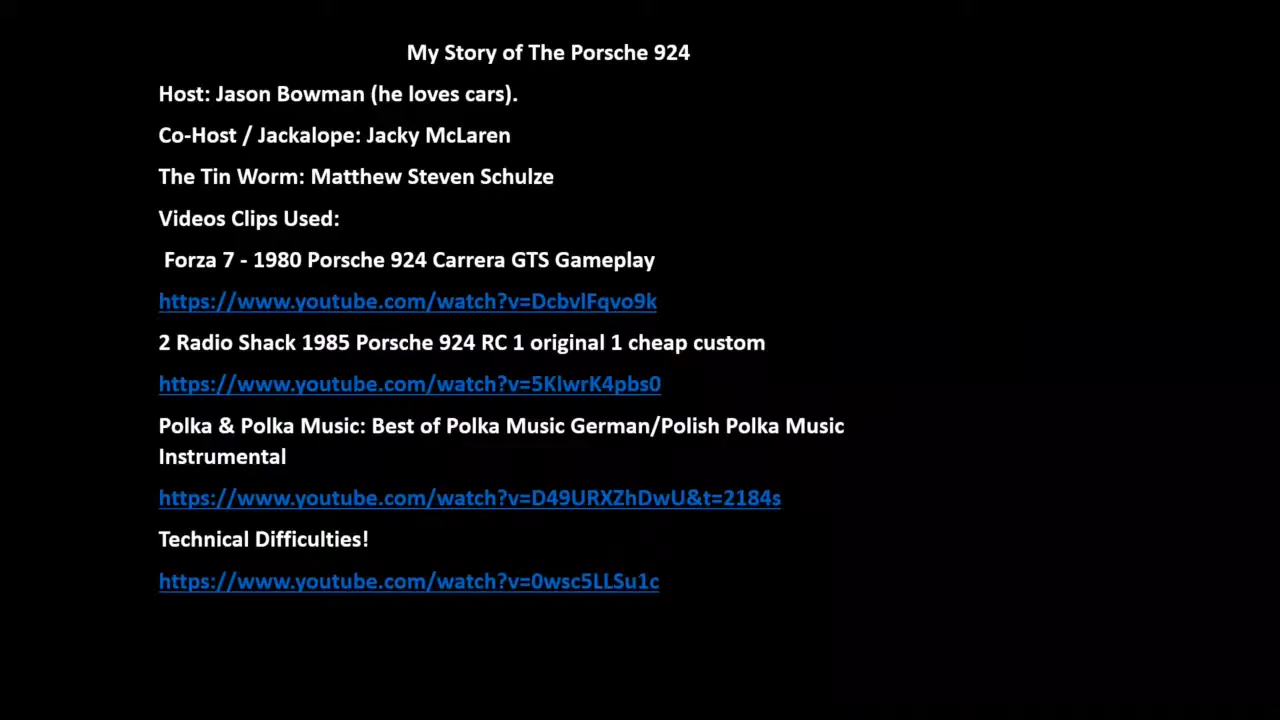 My Story of The Porsche 924
Host: Jason Bowman (he loves cars).
Co-Host / Jackalope: Jacky McLaren
The Tin Worm: Matthew Steven Schulze
Videos Clips Used:
Forza 7 - 1980 Porsche 924 Carrera GTS Gameplay
https://www.youtube.com/watch?v=DcbvlFqvo9k
2 Radio Shack 1985 Porsche 924 RC 1 original 1 cheap custom
https://www.youtube.com/watch?v=5KlwrK4pbs0
Polka & Polka Music: Best of Polka Music German/Polish Polka Music
Instrumental
https://www.youtube.com/watch?v=D49URXZhDwU&t=2184s
Technical Difficulties!
https://www.youtube.com/watch?v=0wsc5LLSu1c